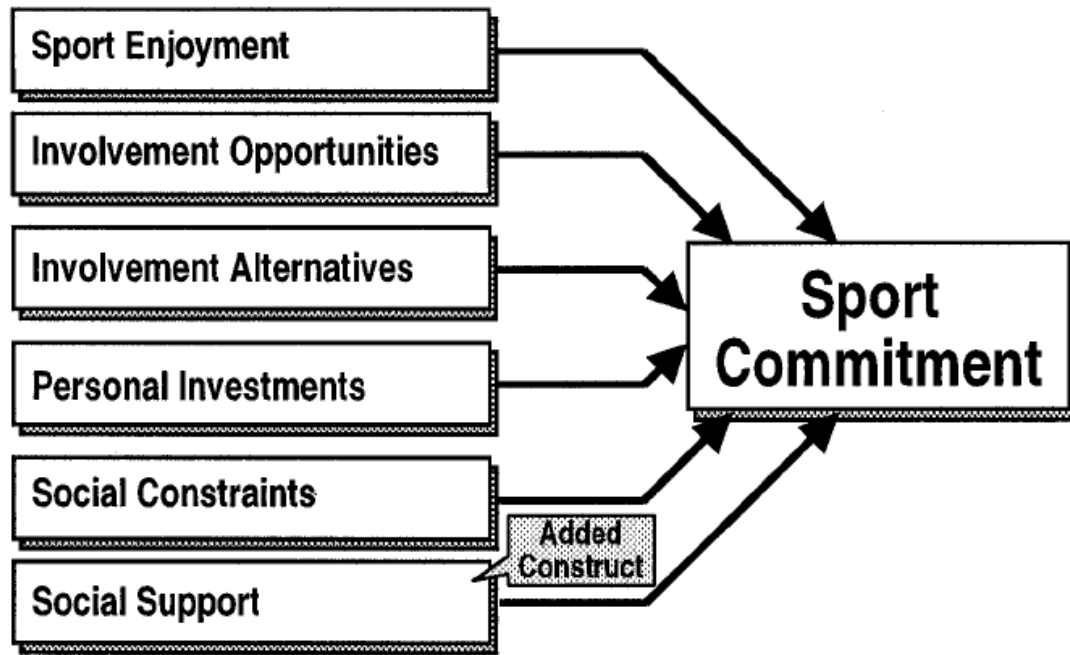 Sport Enjoyment
Involvement Opportunities
Involvement Alternatives
Sport
Commitment
Personal Investments
Social Constraints
Added
Construct
Social Support